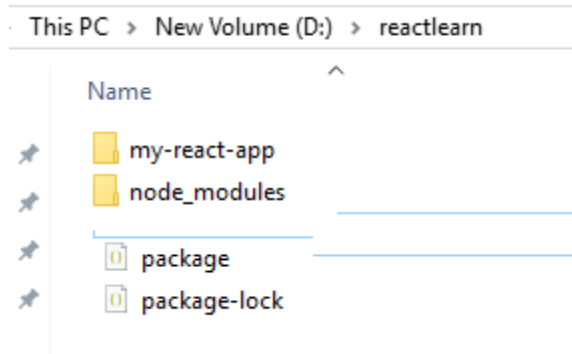 This PC > New Volume (D:) > reactlearn
Name
my-react-app
node_modules
package
package-lock